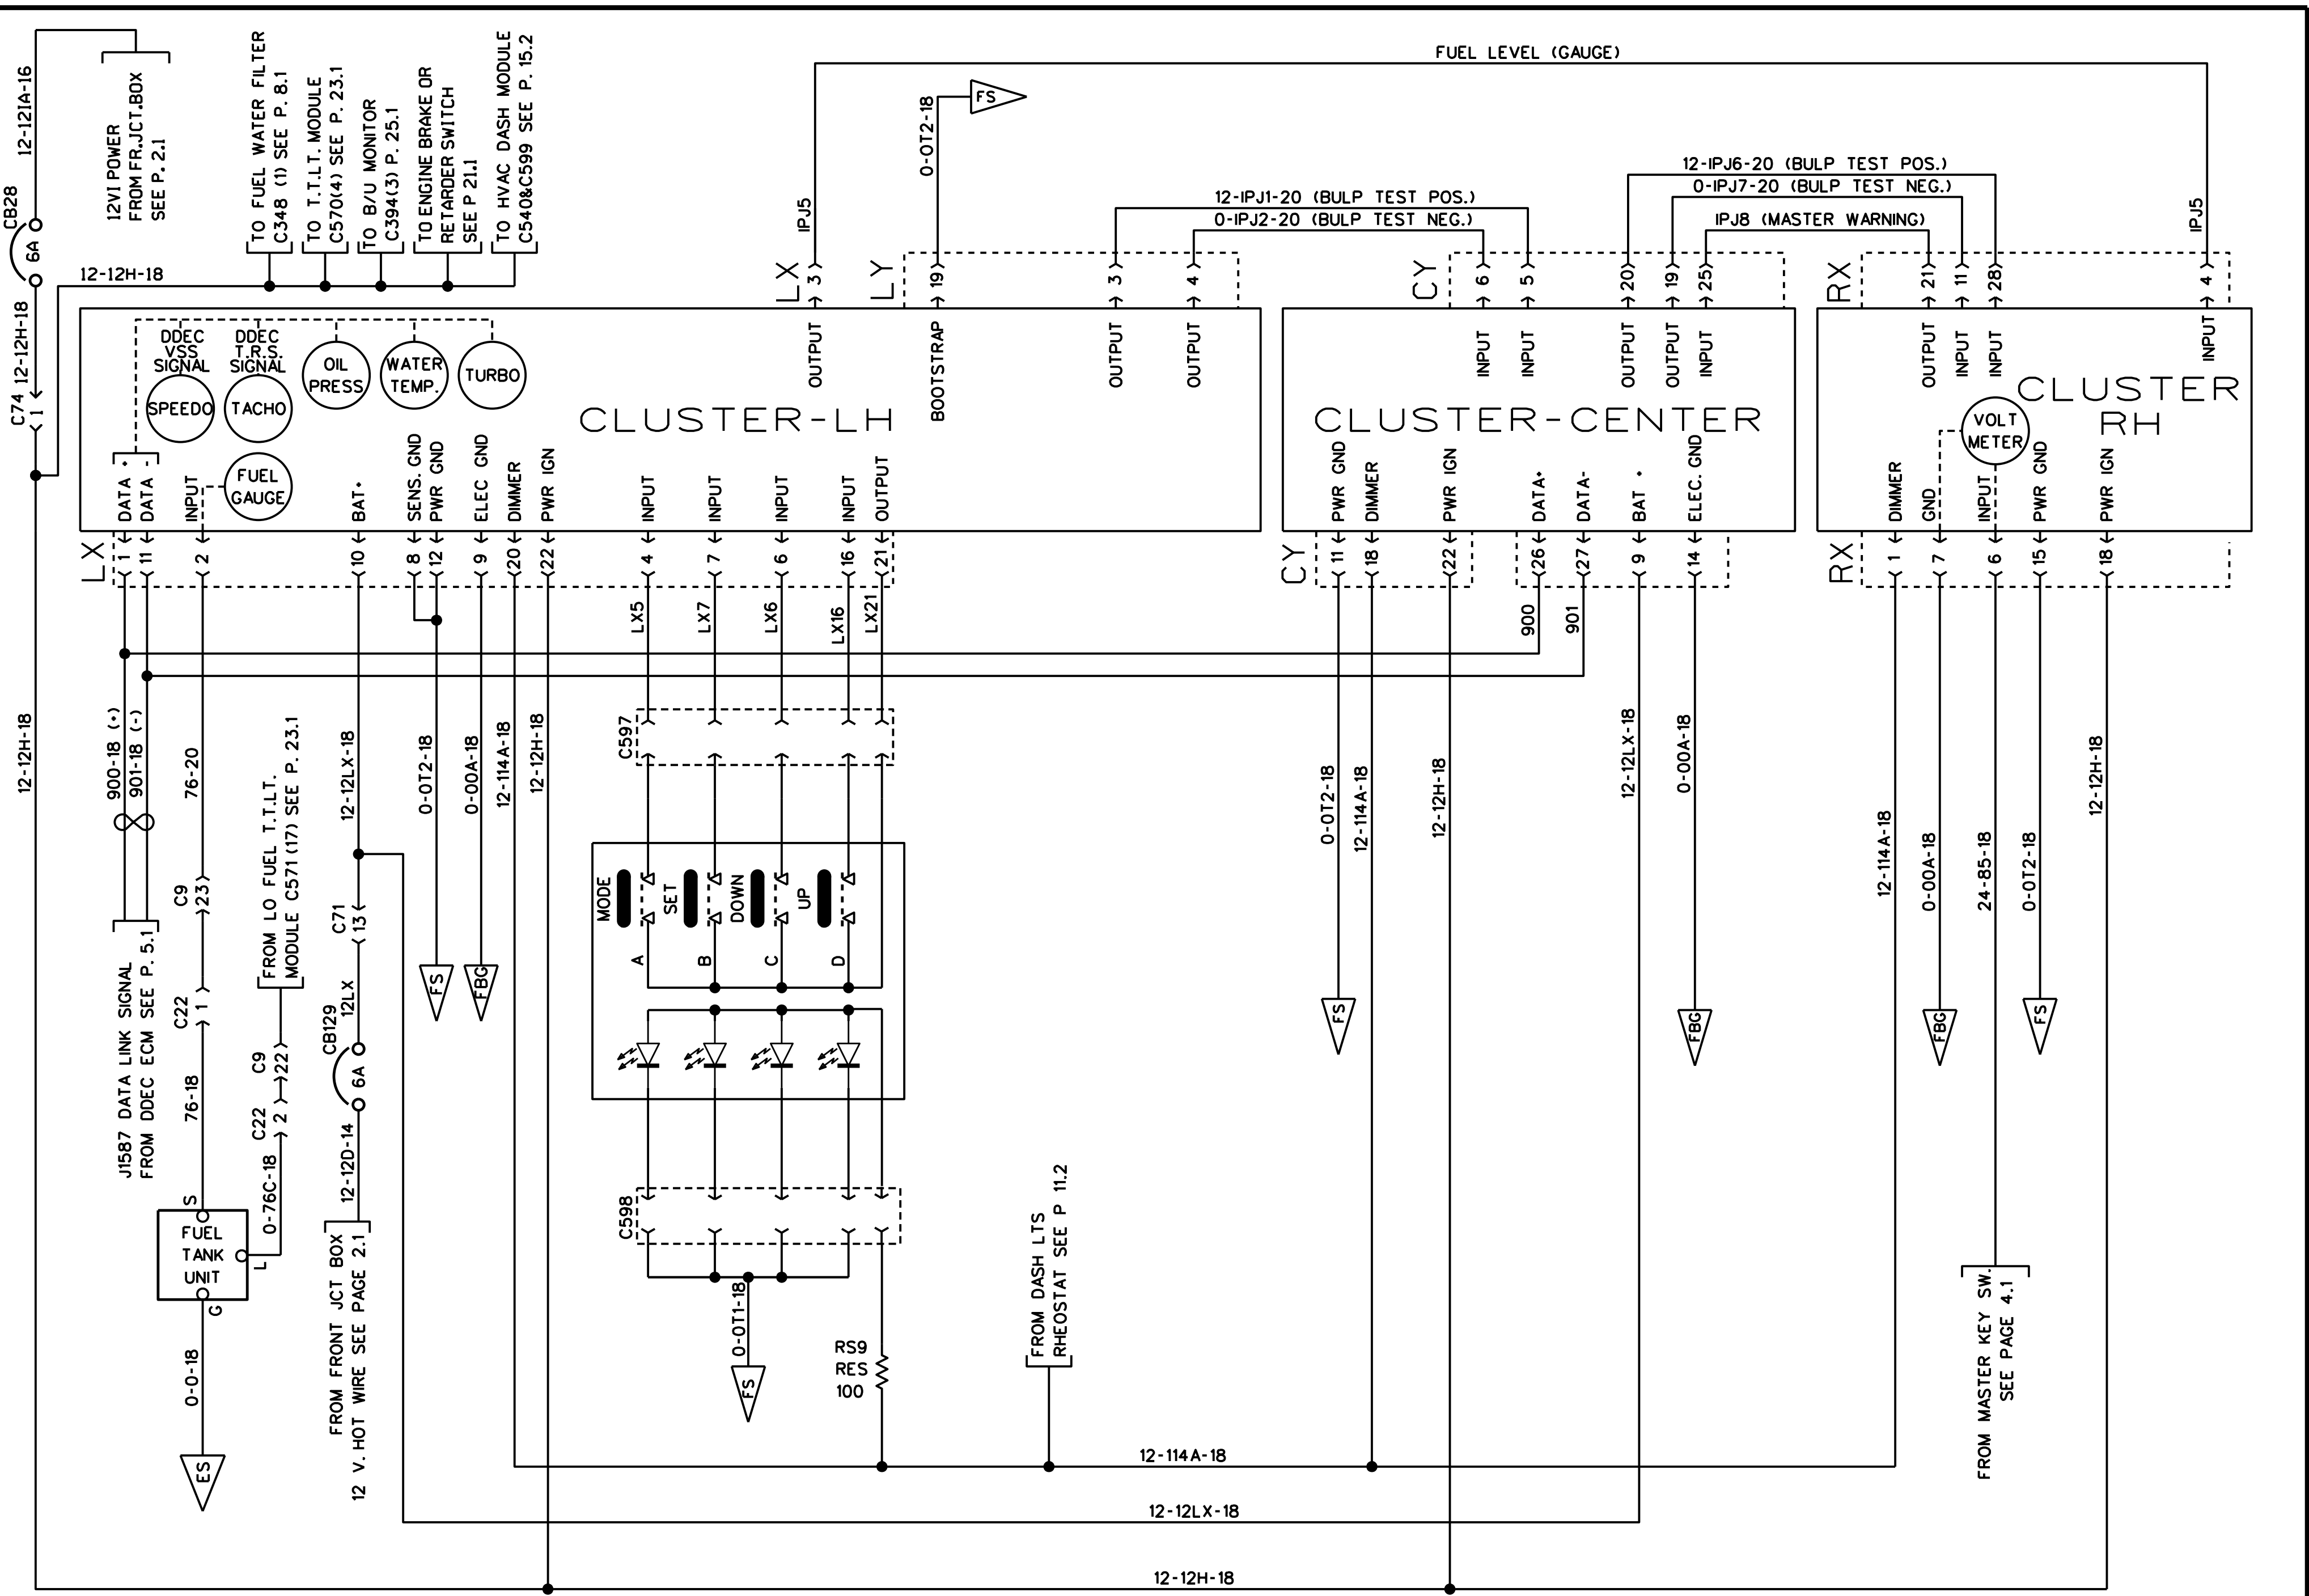 12-12IA-16
CB28
6A
12-12H-18
C74
1
12VI POWER
FROM FR.JCT.BOX
SEE P. 2.1
TO FUEL WATER FILTER
C348 (1) SEE P. 8.1
TO T.T.L.T. MODULE
C570(4) SEE P. 23.1
TO B/U MONITOR
C394(3) P. 25.1
TO ENGINE BRAKE OR
RETARDER SWITCH
SEE P 21.1
TO HVAC DASH MODULE
C540&C599 SEE P. 15.2
12-12H-18
FUEL LEVEL (GAUGE)
IPJ5
0-0T2-18
FS
12-IPJ1-20 (BULP TEST POS.)
0-IPJ2-20 (BULP TEST NEG.)
12-IPJ6-20 (BULP TEST POS.)
0-IPJ7-20 (BULP TEST NEG.)
IPJ8 (MASTER WARNING)
IPJ5
LX
3
LY
19
3
4
CY
6
5
20
19
25
RX
21
11
28
4
DDEC
VSS
SIGNAL
SPEEDO
DDEC
T.R.S.
SIGNAL
TACHO
OIL
PRESS
WATER
TEMP.
TURBO
FUEL
GAUGE
OUTPUT
BOOTSTRAP
OUTPUT
OUTPUT
CLUSTER-LH
INPUT
INPUT
OUTPUT
OUTPUT
INPUT
CLUSTER-CENTER
OUTPUT
INPUT
INPUT
INPUT
CLUSTER
RH
VOLT
METER
DATA +
DATA -
INPUT
BAT+
SENS. GND
PWR GND
ELEC GND
DIMMER
PWR IGN
INPUT
INPUT
INPUT
INPUT
OUTPUT
PWR GND
DIMMER
PWR IGN
DATA+
DATA-
BAT +
ELEC. GND
DIMMER
GND
INPUT
PWR GND
PWR IGN
LX
1
11
2
10
8
12
9
20
22
4
7
6
16
21
CY
11
18
22
26
27
9
14
RX
1
7
6
15
18
LX5
LX7
LX6
LX16
LX21
900
901
12-12H-18
900-18 (+)
901-18 (-)
76-20
12-12LX-18
0-0T2-18
0-00A-18
12-114A-18
12-12H-18
C597
0-0T2-18
12-114A-18
12-12H-18
12-12LX-18
0-00A-18
12-114A-18
0-00A-18
24-85-18
0-0T2-18
12-12H-18
FROM LO FUEL T.T.LT.
MODULE C571 (17) SEE P. 23.1
C9
23
C22
1
76-18
J1587 DATA LINK SIGNAL
FROM DDEC ECM SEE P. 5.1
C9
22
C22
2
0-76C-18
C71
13
12LX
CB129
6A
12-12D-14
FROM FRONT JCT BOX
12 V. HOT WIRE SEE PAGE 2.1
FS
FBG
MODE
SET
DOWN
UP
A
B
C
D
FS
FBG
FBG
FS
S
FUEL
TANK
UNIT
L
G
0-0-18
ES
C598
0-0T1-18
FS
RS9
RES
100
FROM DASH LTS
RHEOSTAT SEE P 11.2
FROM MASTER KEY SW.
SEE PAGE 4.1
12-114A-18
12-12LX-18
12-12H-18